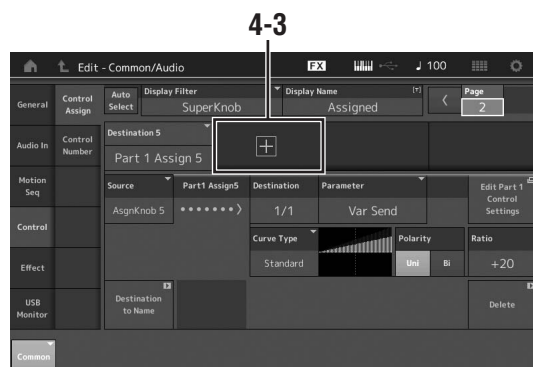 4-3
Edit - Common/Audio
FX
100
General
Control Assign
Auto Select
Display Filter
SuperKnob
Display Name
[T]
Assigned
Page
2
Audio In
Control Number
Destination 5
Part 1 Assign 5
Motion Seq
Source
AsgnKnob 5
Part1 Assign5
Destination
1/1
Parameter
Var Send
Edit Part 1 Control Settings
Control
Curve Type
Standard
Polarity
Uni
Bi
Ratio
+20
Effect
USB Monitor
Destination to Name
Delete
Common